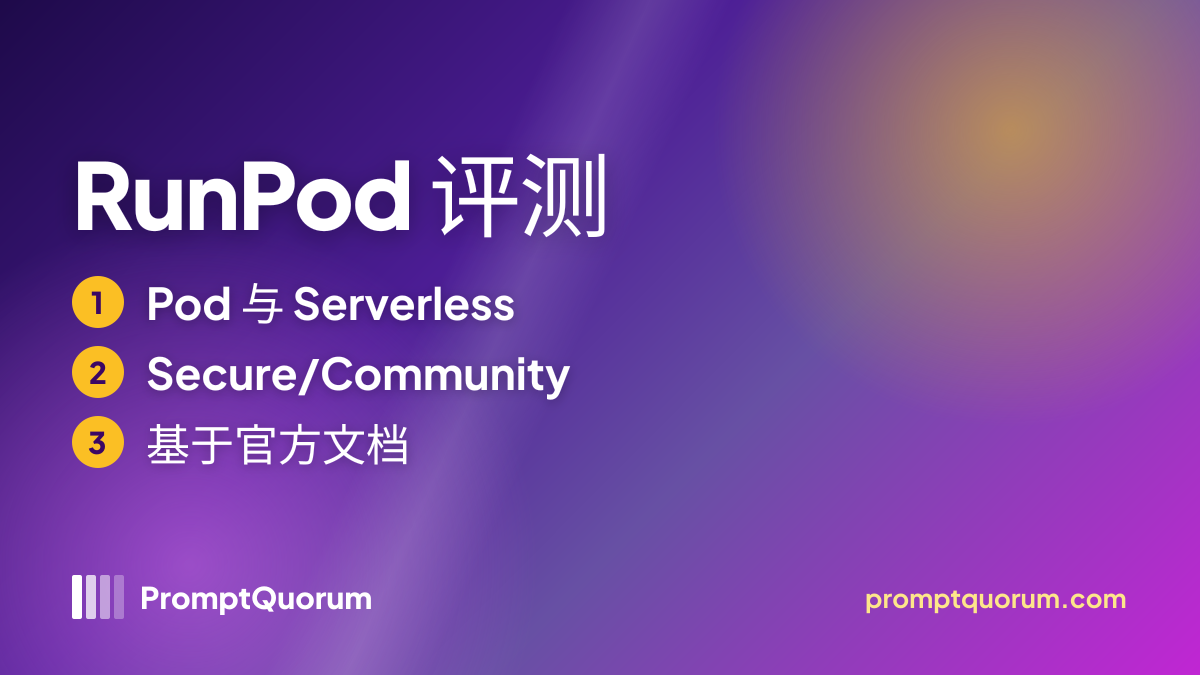 RunPod 评测
1 Pod 与 Serverless
2 Secure/Community
3 基于官方文档
PromptQuorum
promptquorum.com